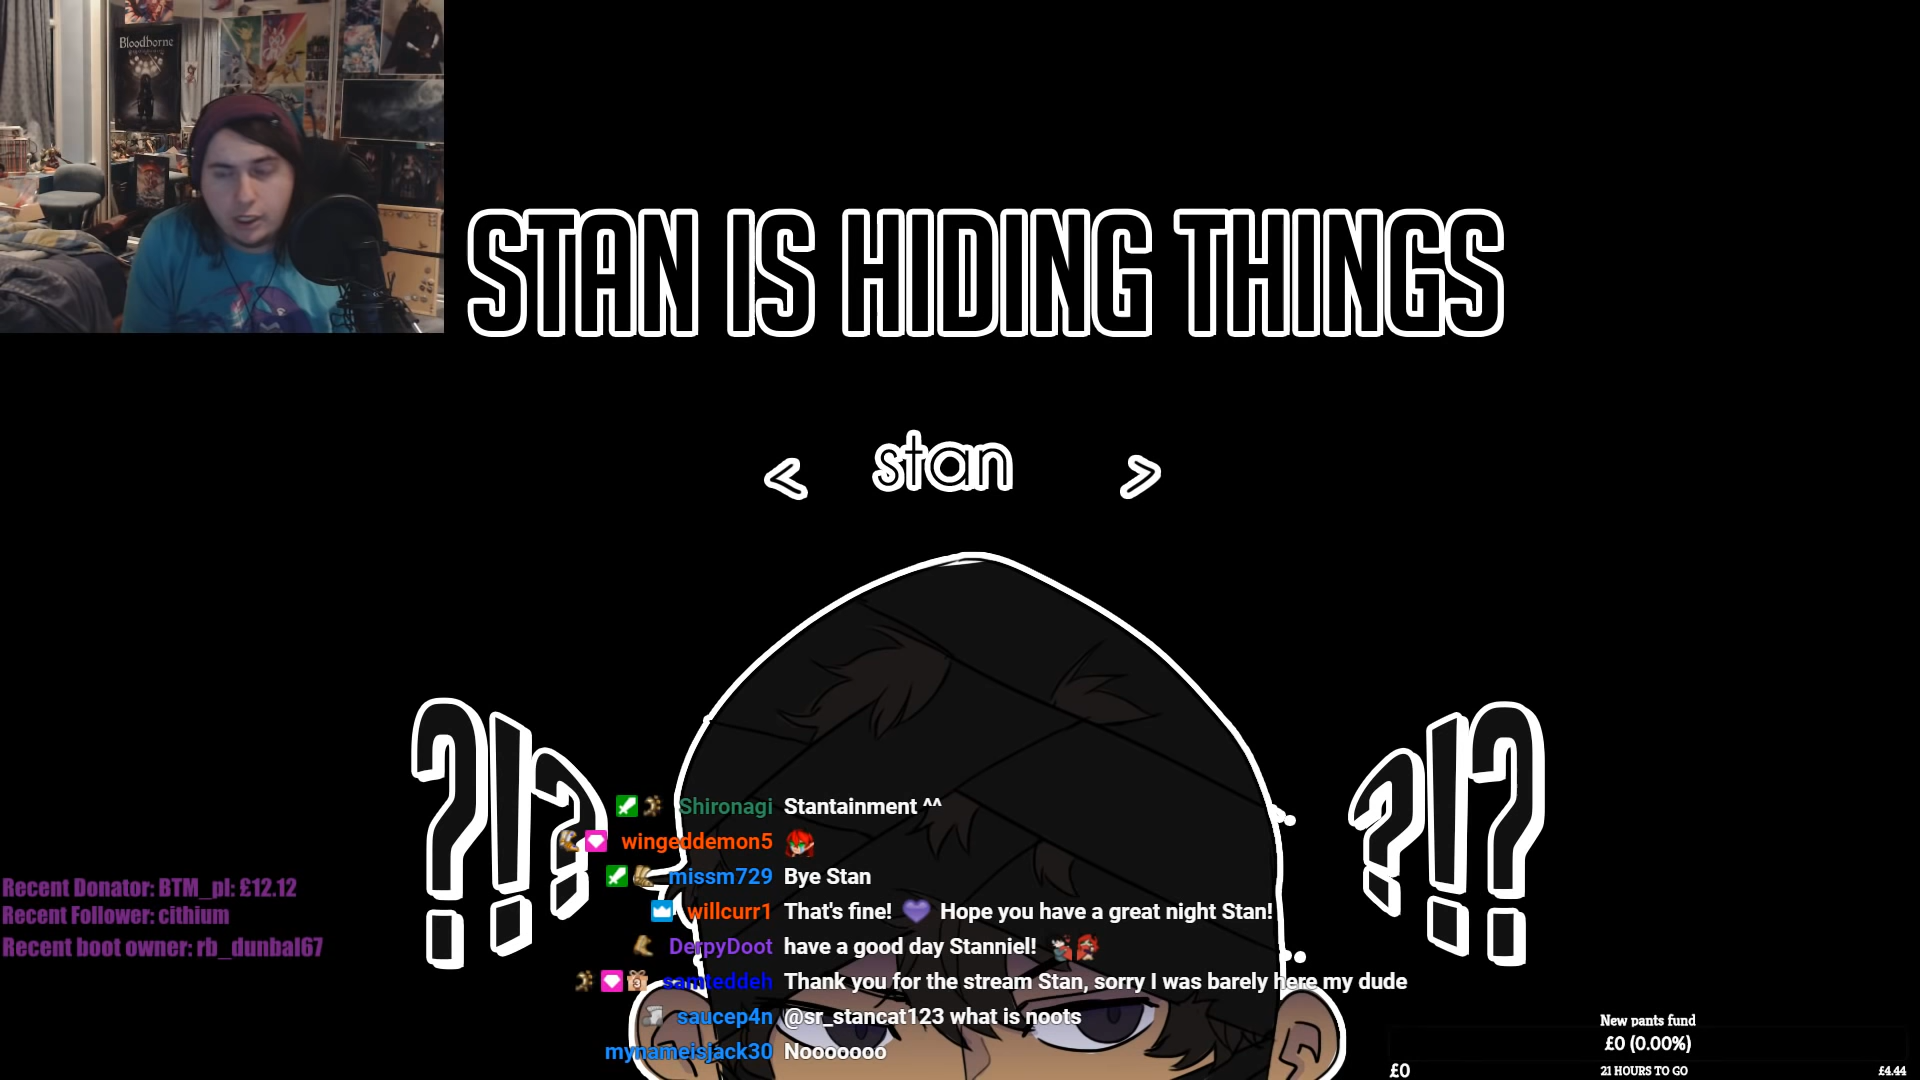 Bloodborne
STAN IS HIDING THINGS
< stan >
?!? ?!?
Shironagi Stantainment ^^
wingeddemon5
missm729 Bye Stan
willcurr1 That's fine! 💜 Hope you have a great night Stan!
DerpyDoot have a good day Stanniel!
samteddeh Thank you for the stream Stan, sorry I was barely here my dude
saucep4n @sr_stancat123 what is noots
mynameisjack30 Nooooooo
Recent Donator: BTM_pl: £12.12
Recent Follower: cithium
Recent boot owner: rb_dunbal67
New pants fund
£0 (0.00%)
£0 21 HOURS TO GO £4.44